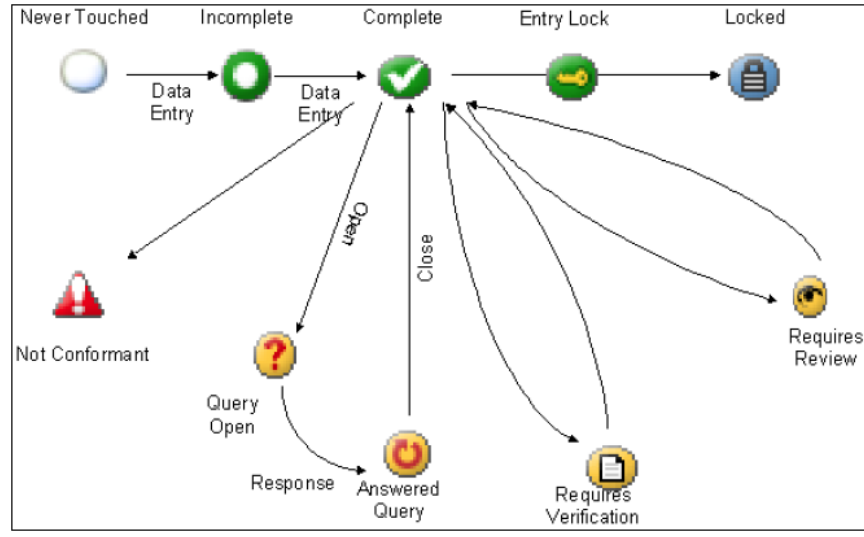 Never Touched
Incomplete
Complete
Entry Lock
Locked
Data
Entry
Data
Entry
Open
Close
Not Conformant
Query
Open
Response
Answered
Query
Requires
Verification
Requires
Review